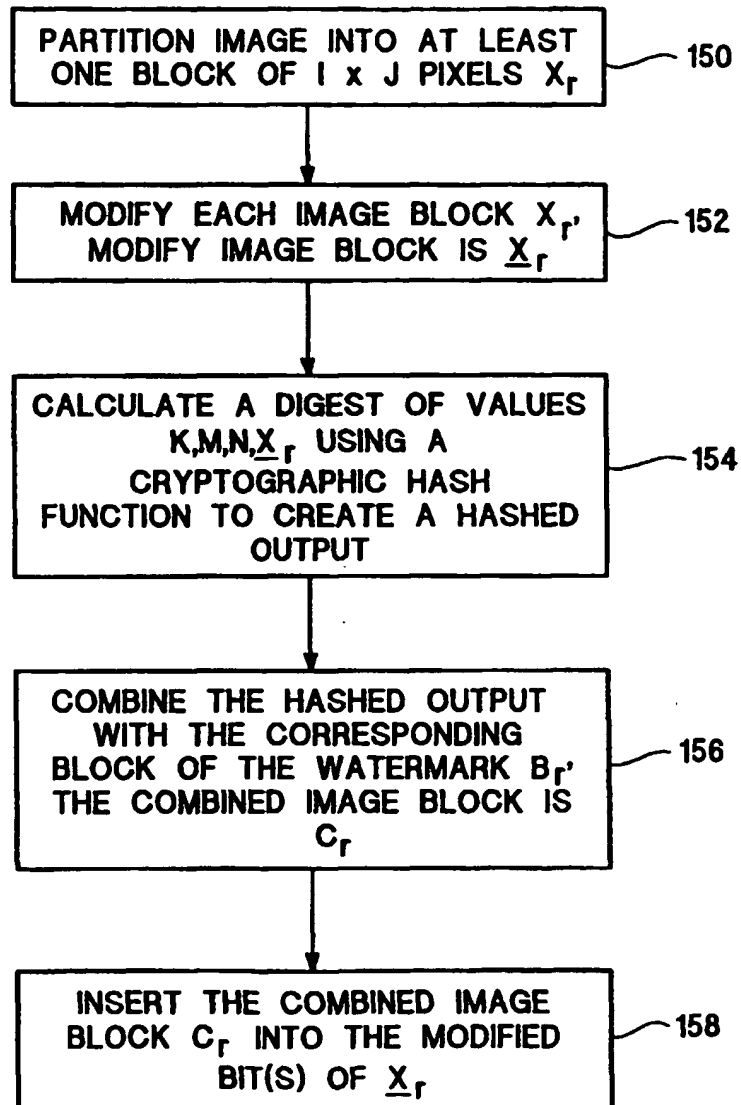 PARTITION IMAGE INTO AT LEAST
ONE BLOCK OF I x J PIXELS Xr
150
MODIFY EACH IMAGE BLOCK Xr,
MODIFY IMAGE BLOCK IS Xr
152
CALCULATE A DIGEST OF VALUES
K,M,N,Xr USING A
CRYPTOGRAPHIC HASH
FUNCTION TO CREATE A HASHED
OUTPUT
154
COMBINE THE HASHED OUTPUT
WITH THE CORRESPONDING
BLOCK OF THE WATERMARK Br,
THE COMBINED IMAGE BLOCK IS
Cr
156
INSERT THE COMBINED IMAGE
BLOCK Cr INTO THE MODIFIED
BIT(S) OF Xr
158